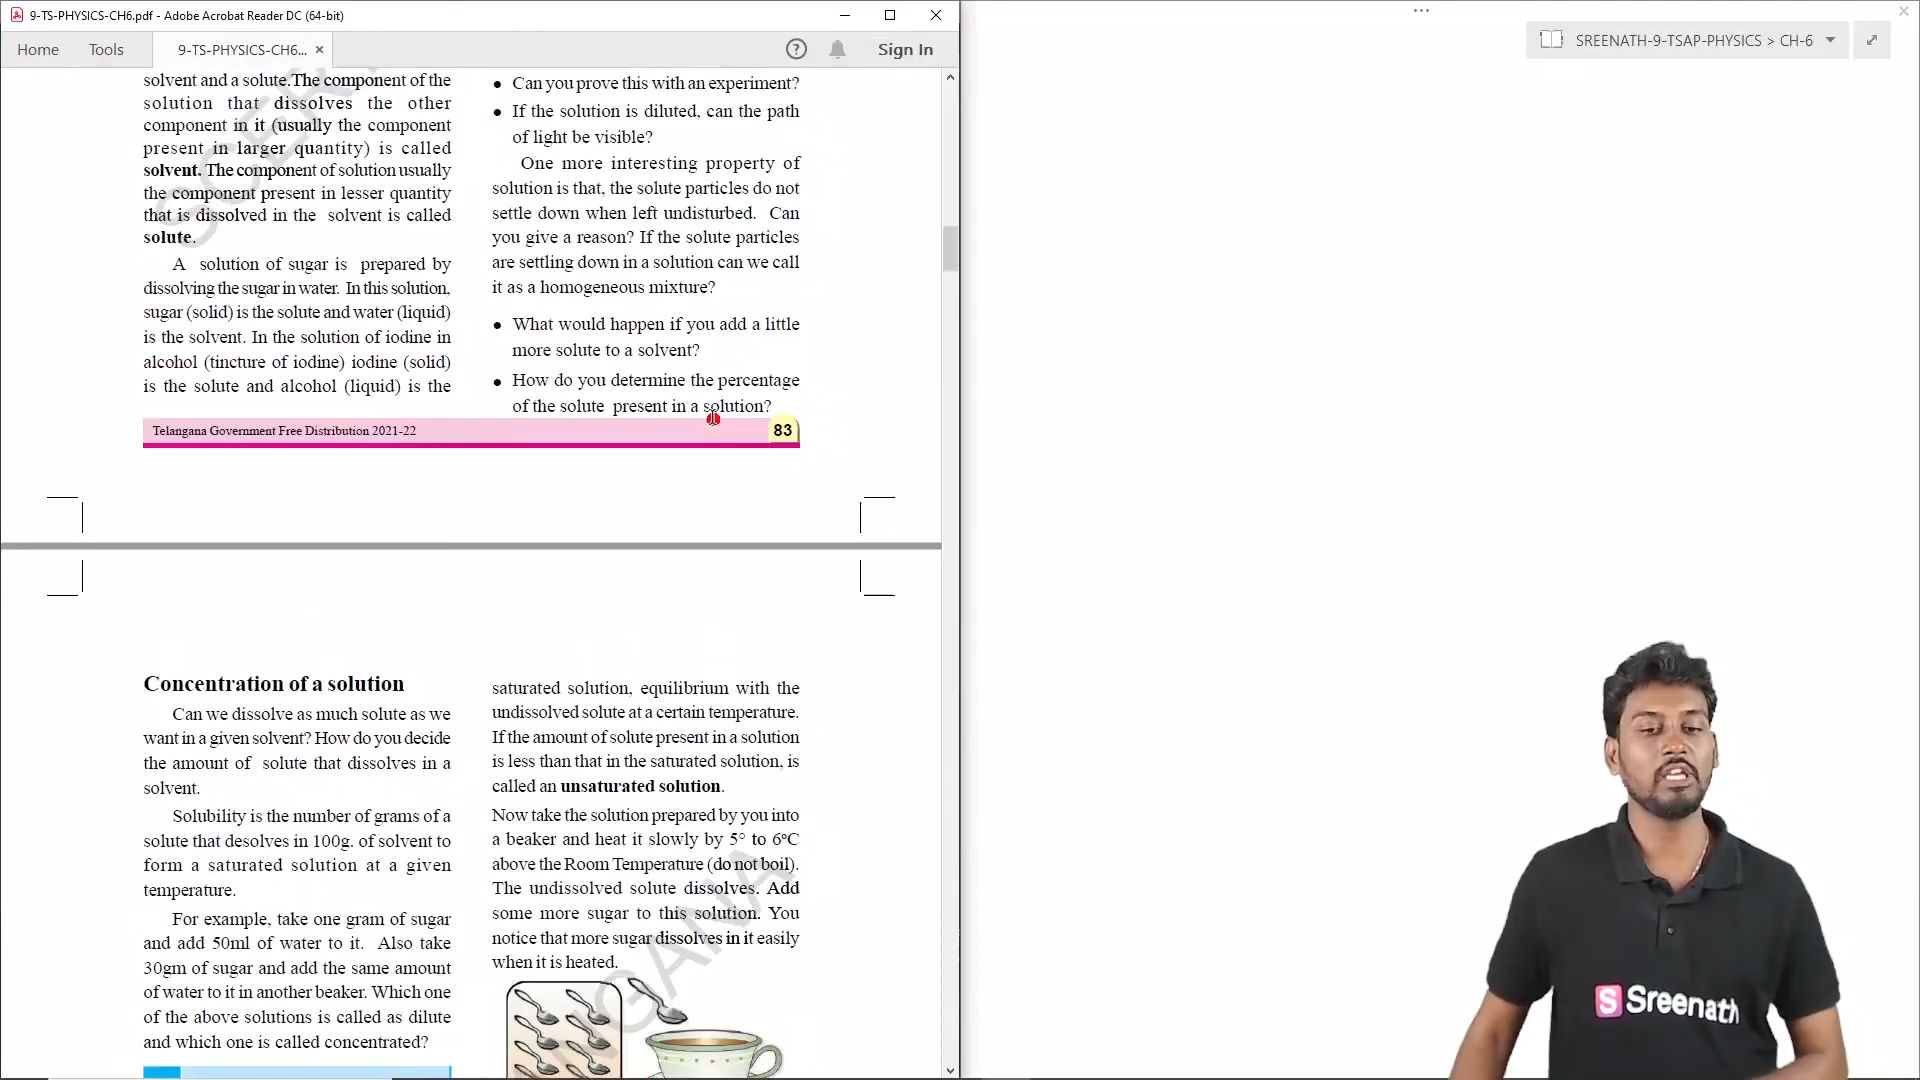 9-TS-PHYSICS-CH6.pdf - Adobe Acrobat Reader DC (64-bit)
Home Tools 9-TS-PHYSICS-CH6... × ? Sign In
SREENATH-9-TSAP-PHYSICS > CH-6
solvent and a solute.The component of the
solution that dissolves the other
component in it (usually the component
present in larger quantity) is called
solvent. The component of solution usually
the component present in lesser quantity
that is dissolved in the solvent is called
solute.
A solution of sugar is prepared by
dissolving the sugar in water. In this solution,
sugar (solid) is the solute and water (liquid)
is the solvent. In the solution of iodine in
alcohol (tincture of iodine) iodine (solid)
is the solute and alcohol (liquid) is the
• Can you prove this with an experiment?
• If the solution is diluted, can the path
of light be visible?
One more interesting property of
solution is that, the solute particles do not
settle down when left undisturbed. Can
you give a reason? If the solute particles
are settling down in a solution can we call
it as a homogeneous mixture?
• What would happen if you add a little
more solute to a solvent?
• How do you determine the percentage
of the solute present in a solution?
Telangana Government Free Distribution 2021-22
83
Concentration of a solution
Can we dissolve as much solute as we
want in a given solvent? How do you decide
the amount of solute that dissolves in a
solvent.
Solubility is the number of grams of a
solute that desolves in 100g. of solvent to
form a saturated solution at a given
temperature.
For example, take one gram of sugar
and add 50ml of water to it. Also take
30gm of sugar and add the same amount
of water to it in another beaker. Which one
of the above solutions is called as dilute
and which one is called concentrated?
saturated solution, equilibrium with the
undissolved solute at a certain temperature.
If the amount of solute present in a solution
is less than that in the saturated solution, is
called an unsaturated solution.
Now take the solution prepared by you into
a beaker and heat it slowly by 5° to 6°C
above the Room Temperature (do not boil).
The undissolved solute dissolves. Add
some more sugar to this solution. You
notice that more sugar dissolves in it easily
when it is heated.
SCER
NGANA
S Sreenath